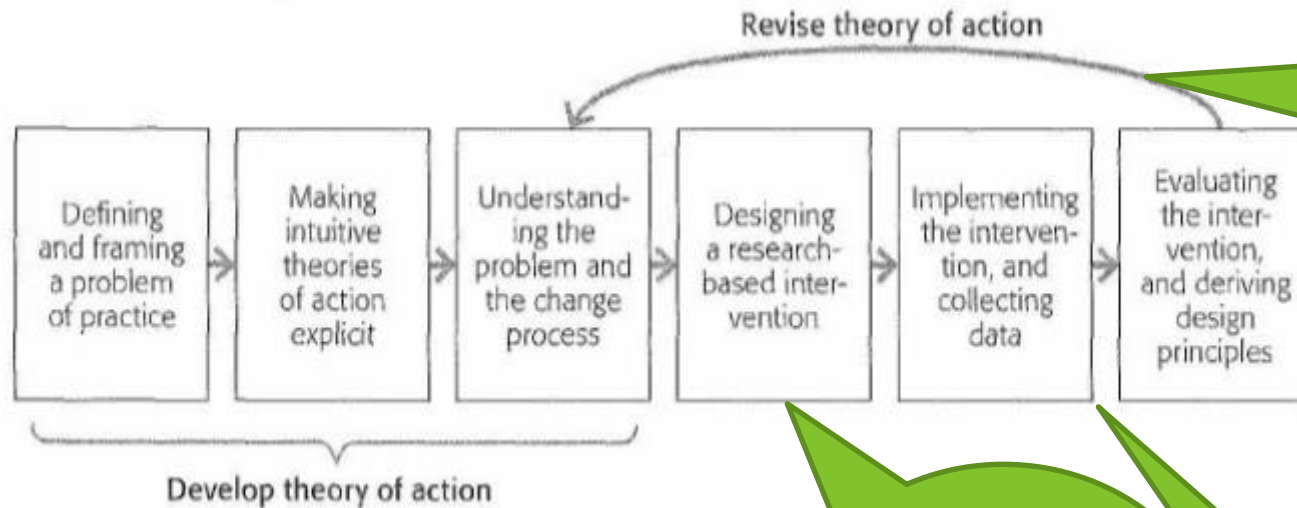 Revise theory of action
Defining
and framing
a problem
of practice
Making
intuitive
theories
of action
explicit
Understand-
ing the
problem and
the change
process
Designing
a research-
based inter-
vention
Implementing
the interven-
tion, and
collecting
data
Evaluating
the inter-
vention,
and deriving
design
principles
Develop theory of action